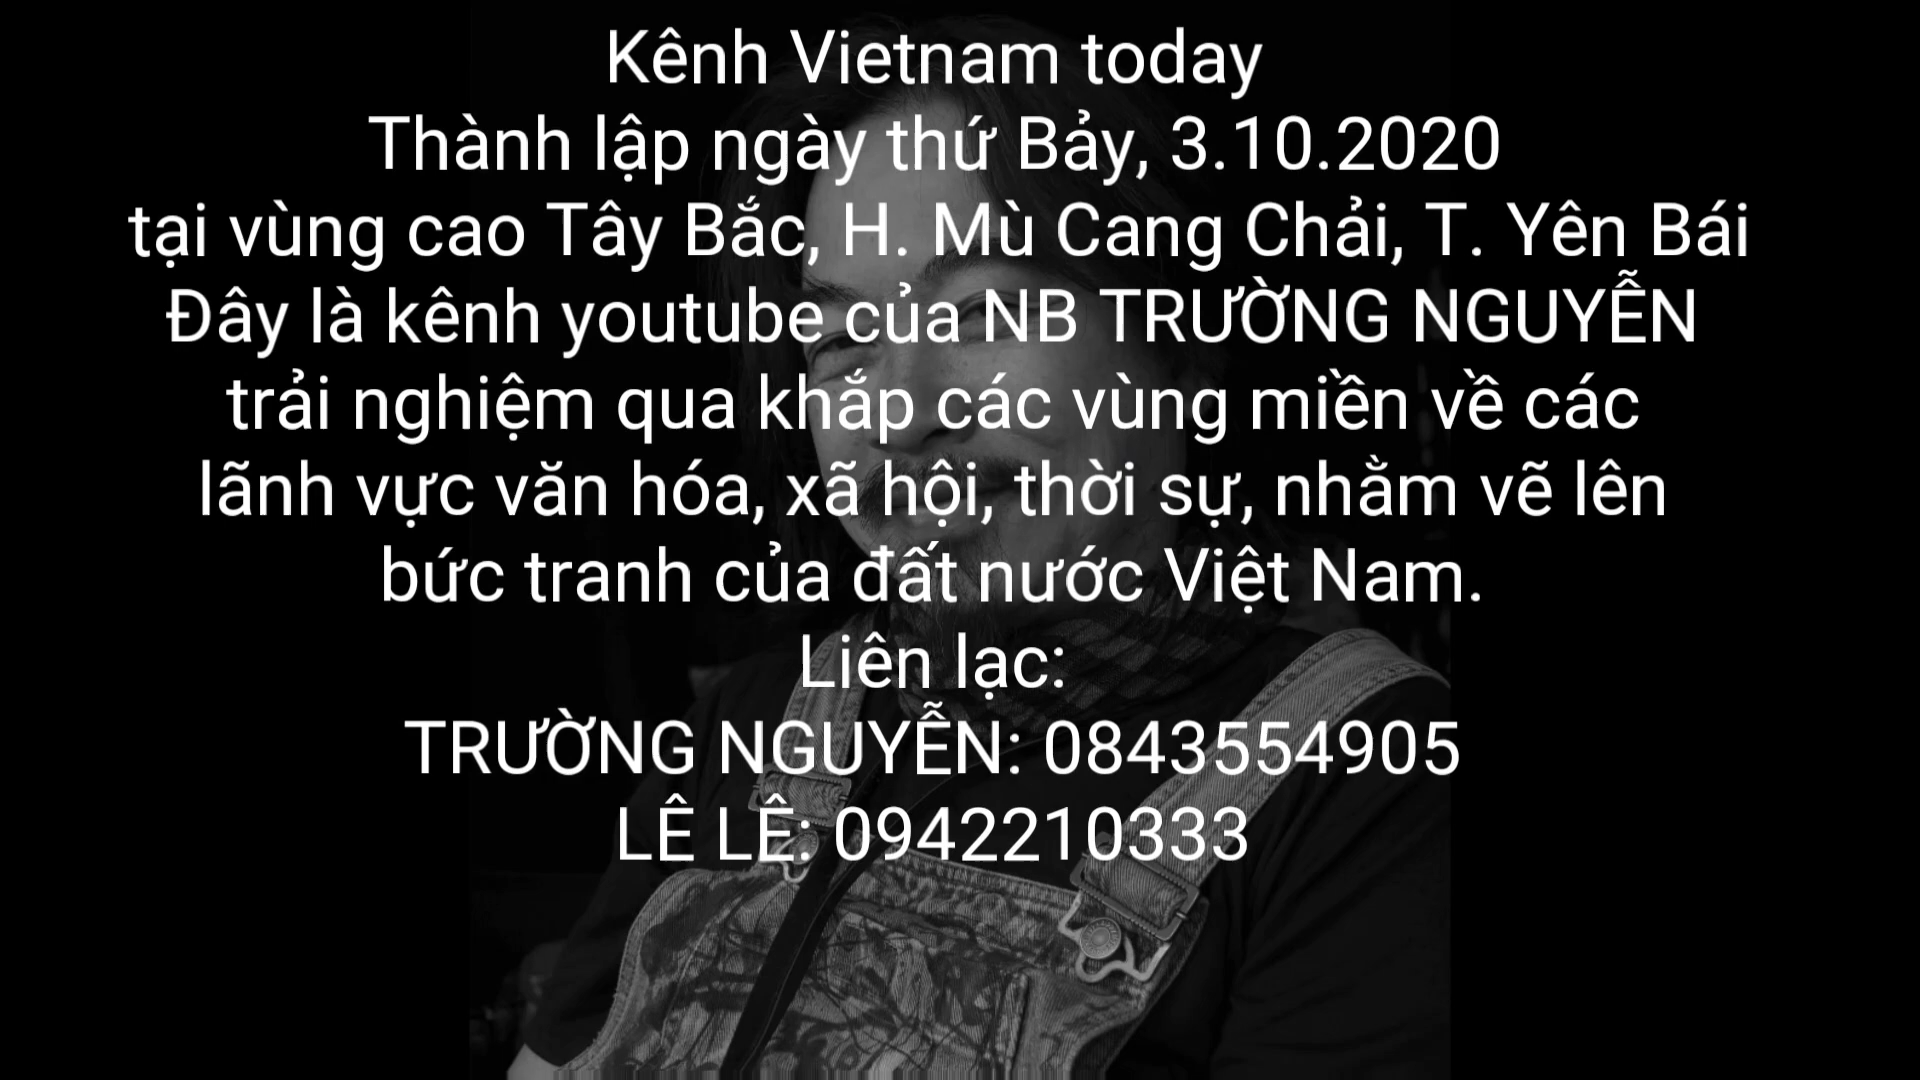 Kênh Vietnam today
Thành lập ngày thứ Bảy, 3.10.2020
tại vùng cao Tây Bắc, H. Mù Cang Chải, T. Yên Bái
Đây là kênh youtube của NB TRƯỜNG NGUYỄN
trải nghiệm qua khắp các vùng miền về các
lãnh vực văn hóa, xã hội, thời sự, nhằm vẽ lên
bức tranh của đất nước Việt Nam.
Liên lạc:
TRƯỜNG NGUYỄN: 0843554905
LÊ LÊ: 0942210333